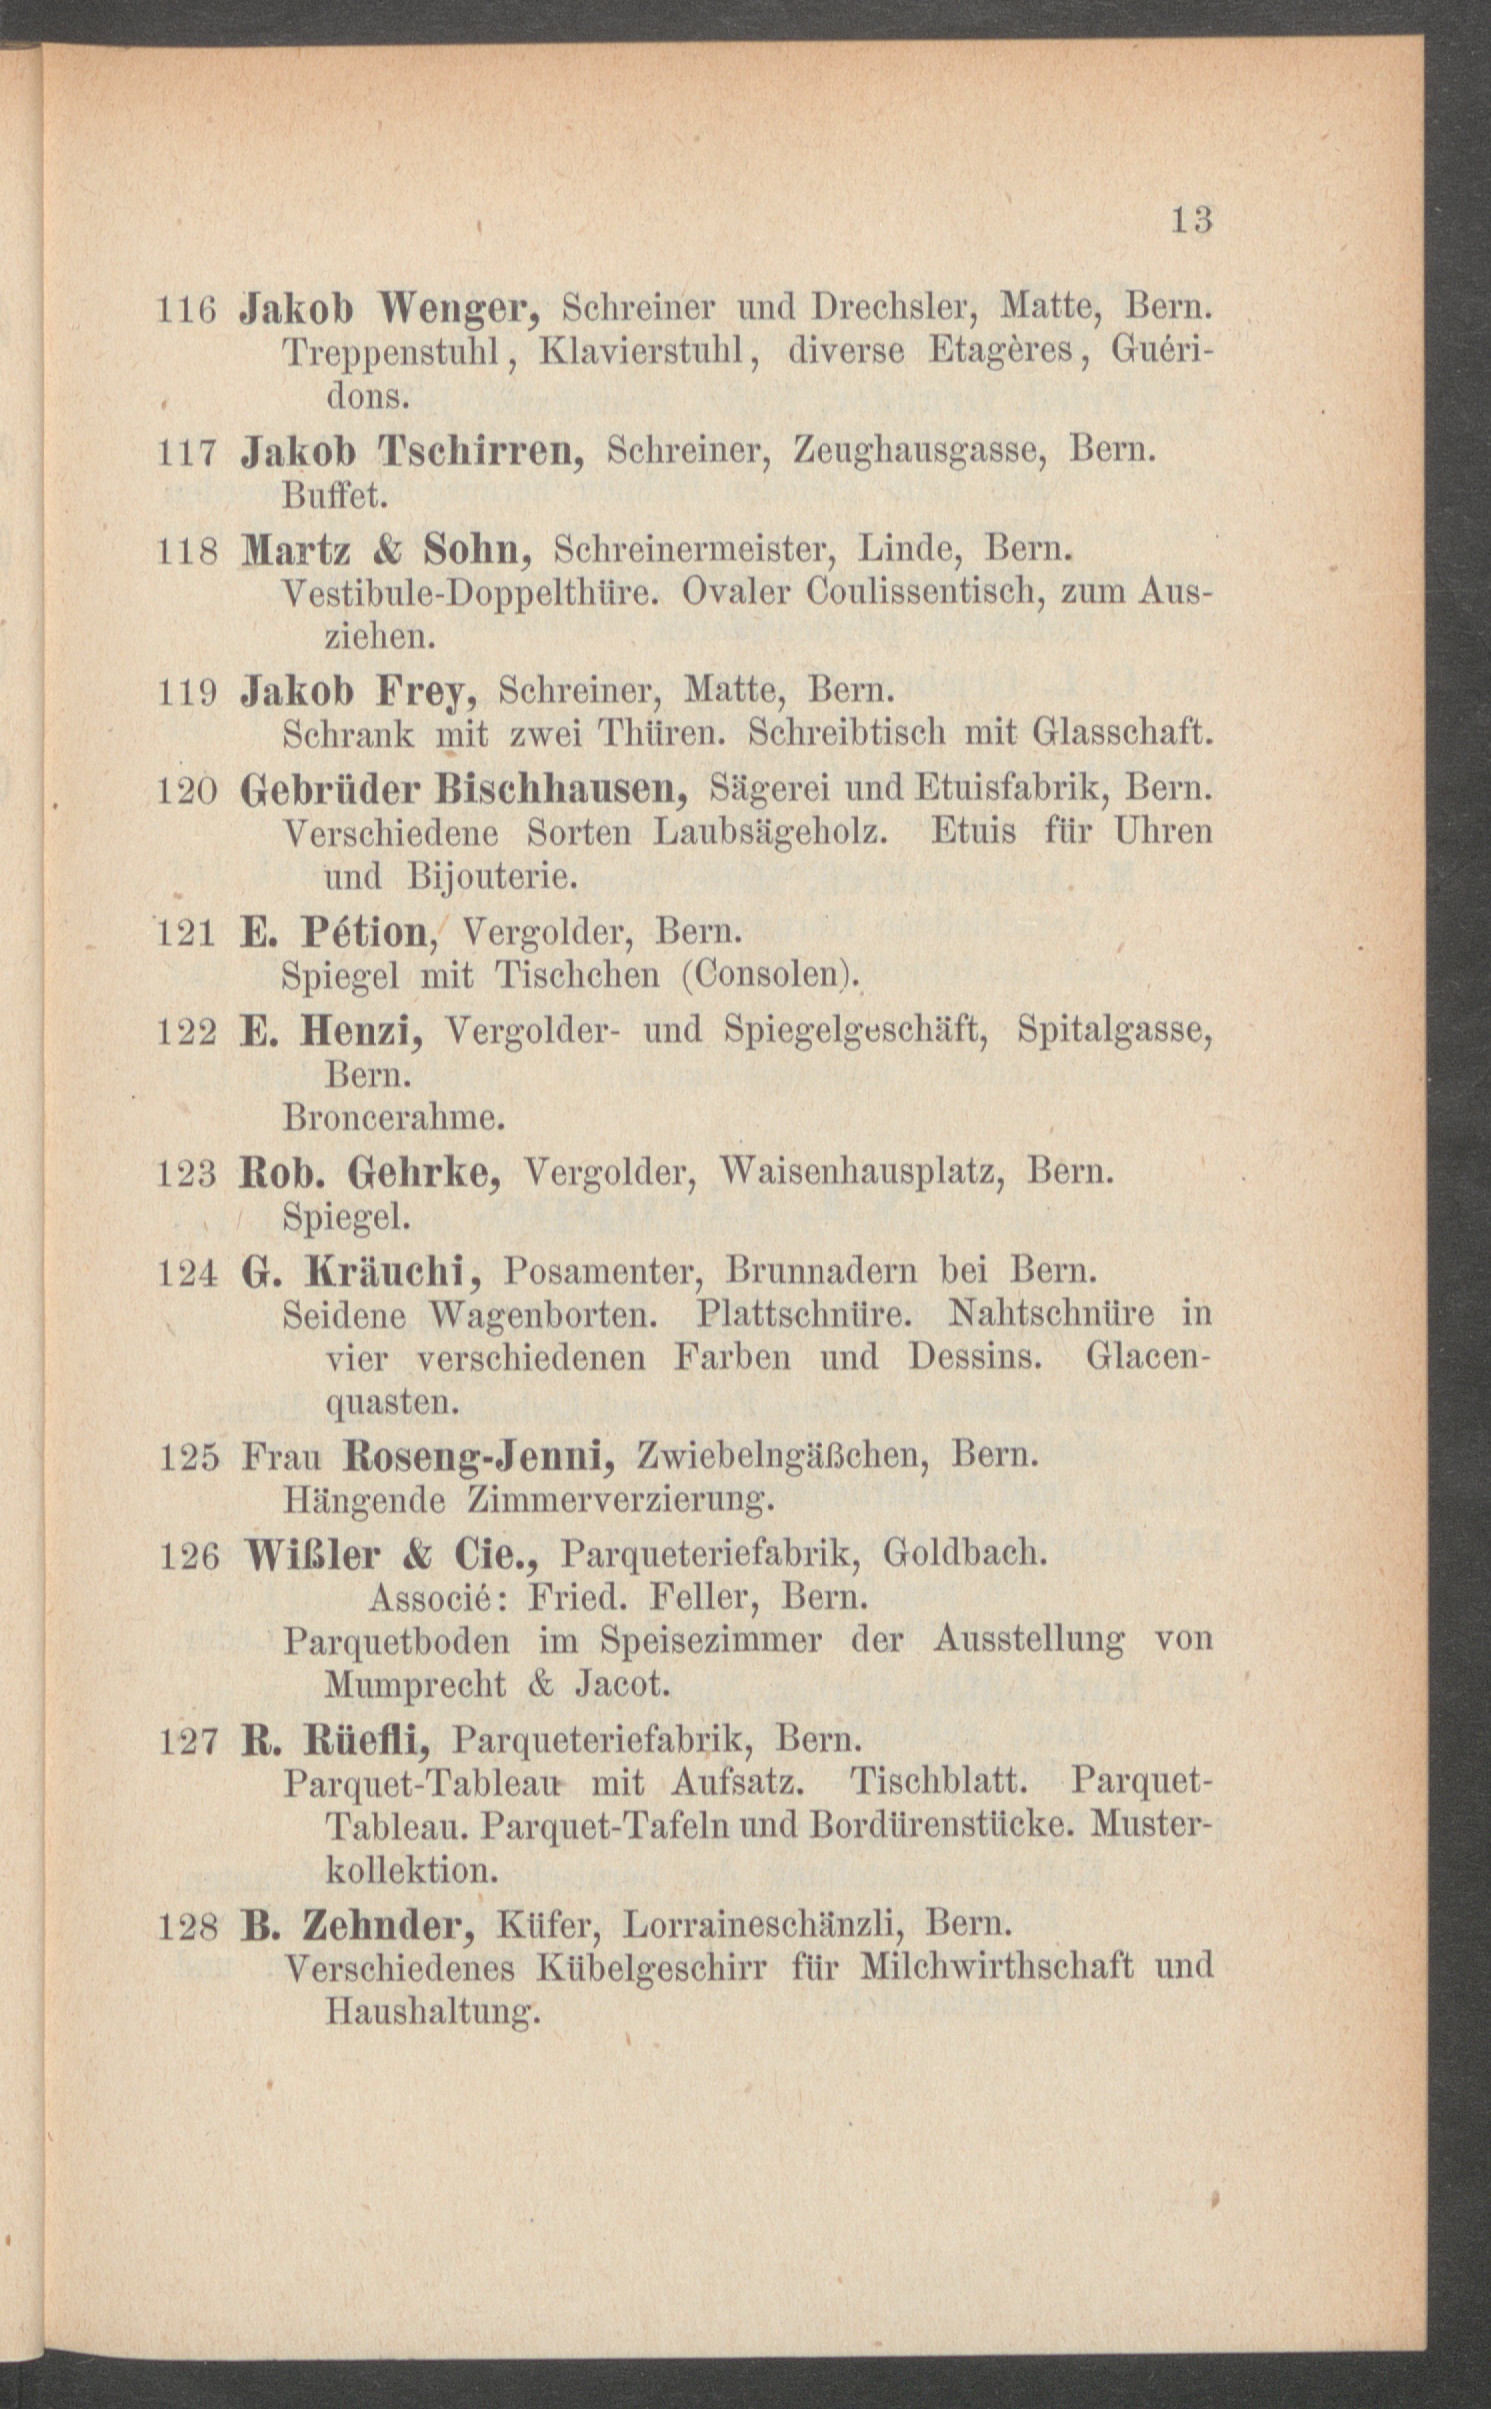 13
116 Jakob Wenger, Schreiner und Drechsler, Matte, Bern.
Treppenstuhl, Klavierstuhl, diverse Etagères, Guéri-
dons.
117 Jakob Tschirren, Schreiner, Zeughausgasse, Bern.
Buffet.
118 Martz & Sohn, Schreinermeister, Linde, Bern.
Vestibule-Doppelthüre. Ovaler Coulissentisch, zum Aus-
ziehen.
119 Jakob Frey, Schreiner, Matte, Bern.
Schrank mit zwei Thüren. Schreibtisch mit Glasschaft.
120 Gebrüder Bischhausen, Sägerei und Etuisfabrik, Bern.
Verschiedene Sorten Laubsägeholz. Etuis für Uhren
und Bijouterie.
121 E. Pétion, Vergolder, Bern.
Spiegel mit Tischchen (Consolen).
122 E. Henzi, Vergolder- und Spiegelgeschäft, Spitalgasse,
Bern.
Broncerahme.
123 Rob. Gehrke, Vergolder, Waisenhausplatz, Bern.
Spiegel.
124 G. Kräuchi, Posamenter, Brunnadern bei Bern.
Seidene Wagenborten. Plattschnüre. Nahtschnüre in
vier verschiedenen Farben und Dessins. Glacen-
quasten.
125 Frau Roseng-Jenni, Zwiebelngäßchen, Bern.
Hängende Zimmerverzierung.
126 Wißler & Cie., Parqueteriefabrik, Goldbach.
Associé: Fried. Feller, Bern.
Parquetboden im Speisezimmer der Ausstellung von
Mumprecht & Jacot.
127 R. Rüefli, Parqueteriefabrik, Bern.
Parquet-Tableau mit Aufsatz. Tischblatt. Parquet-
Tableau. Parquet-Tafeln und Bordürenstücke. Muster-
kollektion.
128 B. Zehnder, Küfer, Lorraineschänzli, Bern.
Verschiedenes Kübelgeschirr für Milchwirthschaft und
Haushaltung.